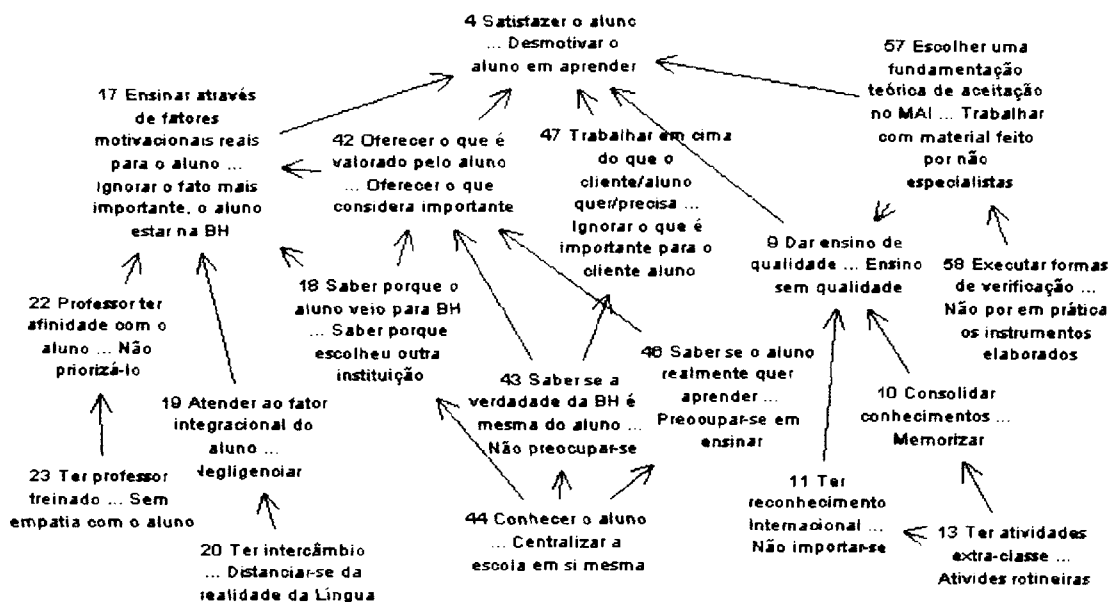 4 Satisfazer o aluno
... Desmotivar o
aluno em aprender
57 Escolher uma
fundamentação
teórica de aceitação
no MAI ... Trabalhar
com material feito
por não
especialistas
17 Ensinar através
de fatores
motivacionais reais
para o aluno ...
Ignorar o fato mais
importante, o aluno
estar na BH
42 Oferecer o que é
valorado pelo aluno
... Oferecer o que
considera importante
47 Trabalhar em cima
do que o
cliente/aluno
quer/precisa ...
Ignorar o que é
importante para o
cliente aluno
9 Dar ensino de
qualidade ... Ensino
sem qualidade
58 Executar formas
de verificação ...
Não por em prática
os instrumentos
elaborados
22 Professor ter
afinidade com o
aluno ... Não
priorizá-lo
18 Saber porque o
aluno veio para BH
... Saber porque
escolheu outra
instituição
19 Atender ao fator
integracional do
aluno ...
Negligenciar
43 Saber se a
verdadade da BH é
mesma do aluno ...
Não preocupar-se
46 Saber se o aluno
realmente quer
aprender ...
Preocupar-se em
ensinar
10 Consolidar
conhecimentos ...
Memorizar
23 Ter professor
treinado ... Sem
empatia com o aluno
20 Ter intercâmbio
... Distanciar-se da
realidade da Língua
44 Conhecer o aluno
... Centralizar a
escola em si mesma
11 Ter
reconhecimento
Internacional ...
Não importar-se
13 Ter atividades
extra-classe ...
Ativides rotineiras